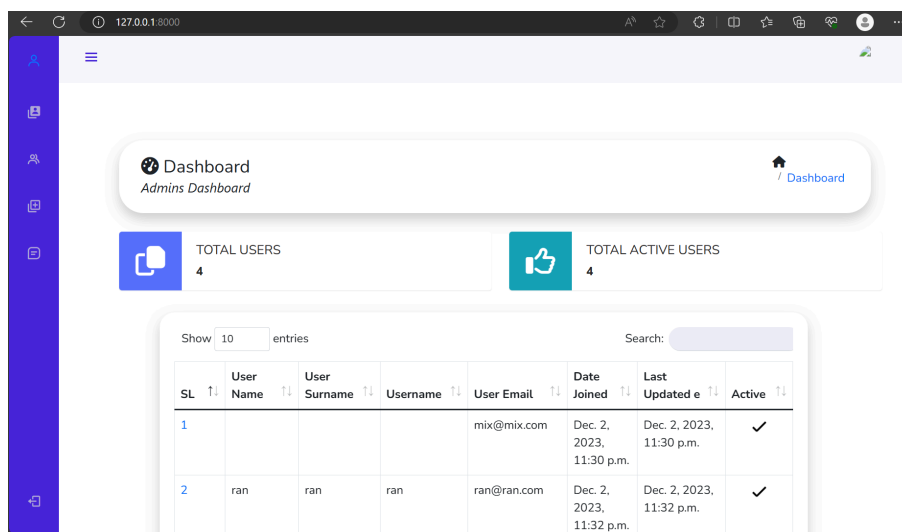 127.0.0.1:8000
Dashboard
Admins Dashboard
/ Dashboard
TOTAL USERS
4
TOTAL ACTIVE USERS
4
Show 10 entries
Search:
SL User Name User Surname Username User Email Date Joined Last Updated e Active
1 mix@mix.com Dec. 2, 2023, 11:30 p.m. Dec. 2, 2023, 11:30 p.m.
2 ran ran ran ran@ran.com Dec. 2, 2023, 11:32 p.m. Dec. 2, 2023, 11:32 p.m.